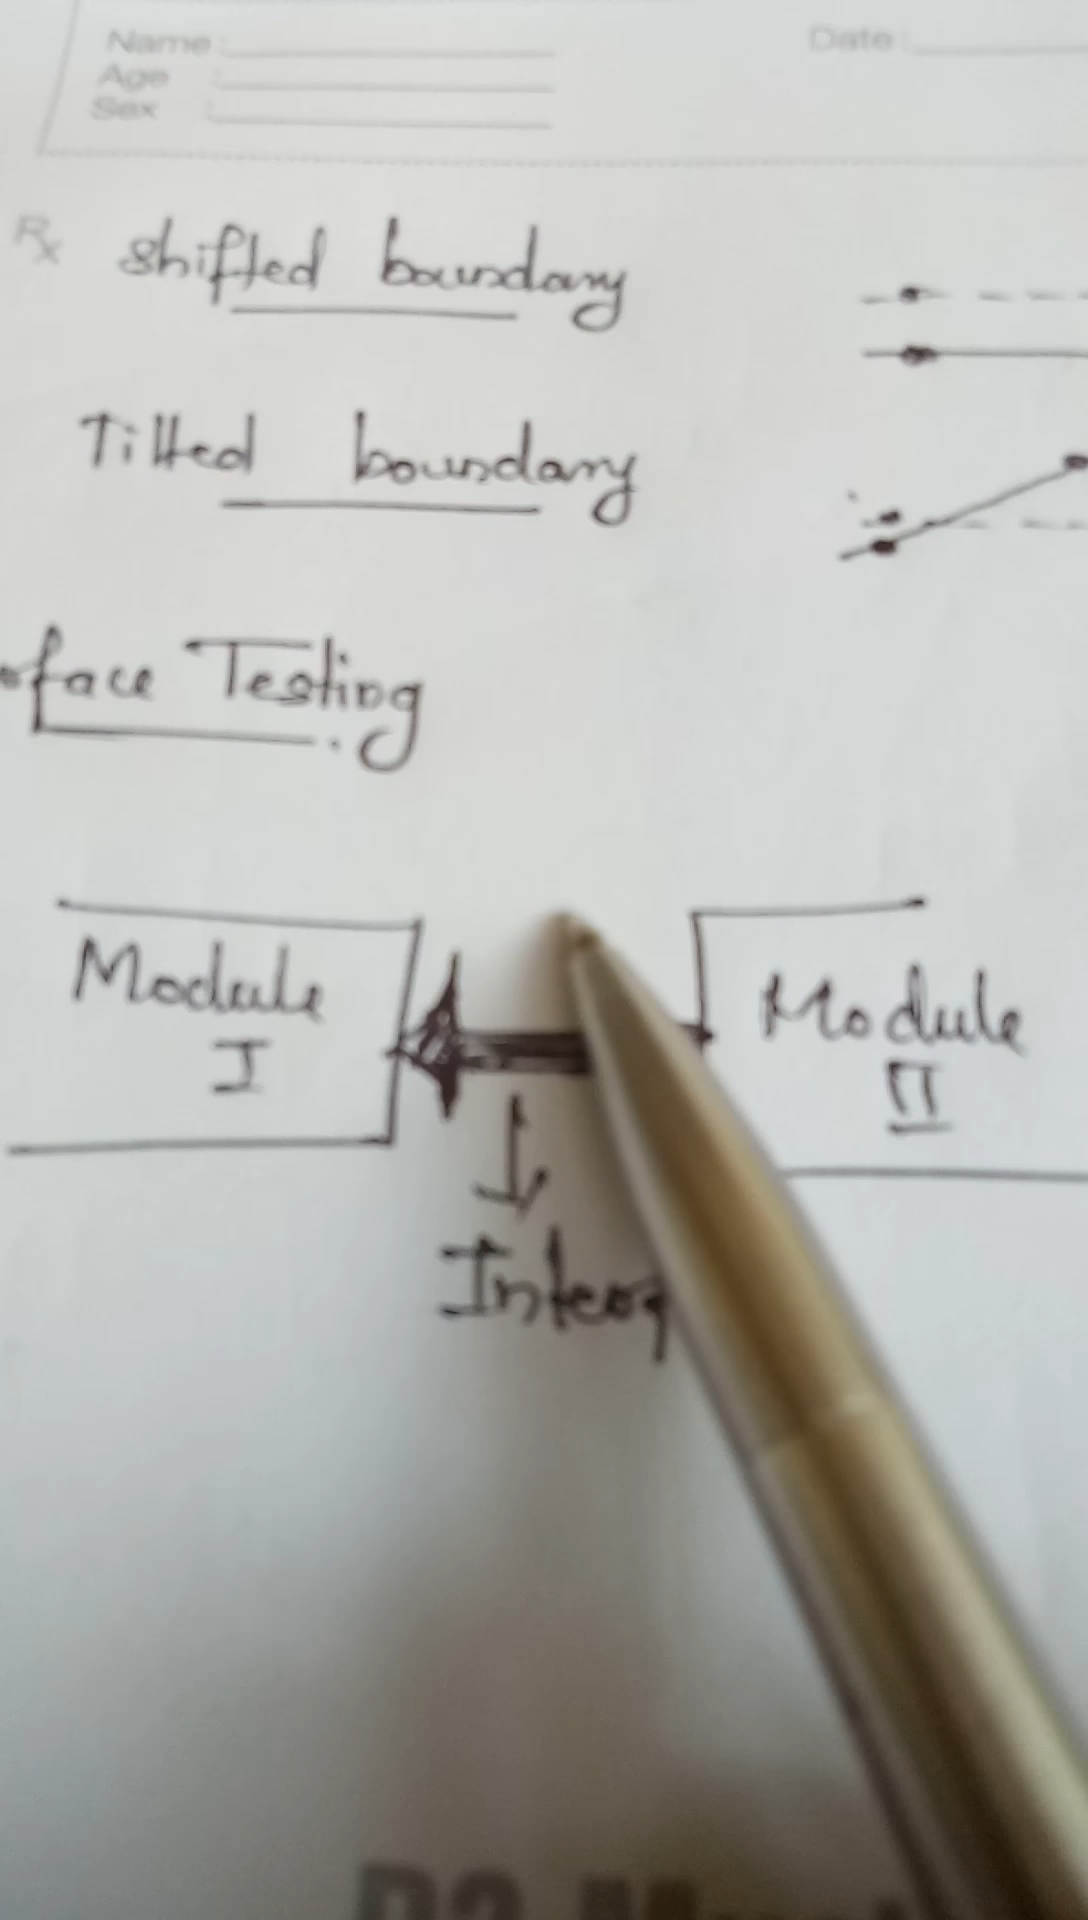 Name :
Date :
Age :
Sex :
Rx shifted boundary
Tilted boundary
face Testing
Module
I
Module
II